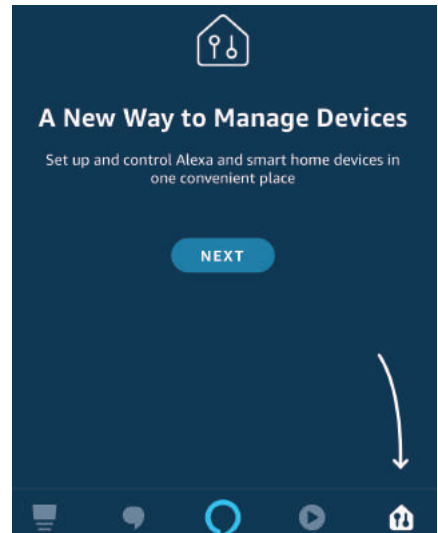 A New Way to Manage Devices
Set up and control Alexa and smart home devices in
one convenient place
NEXT